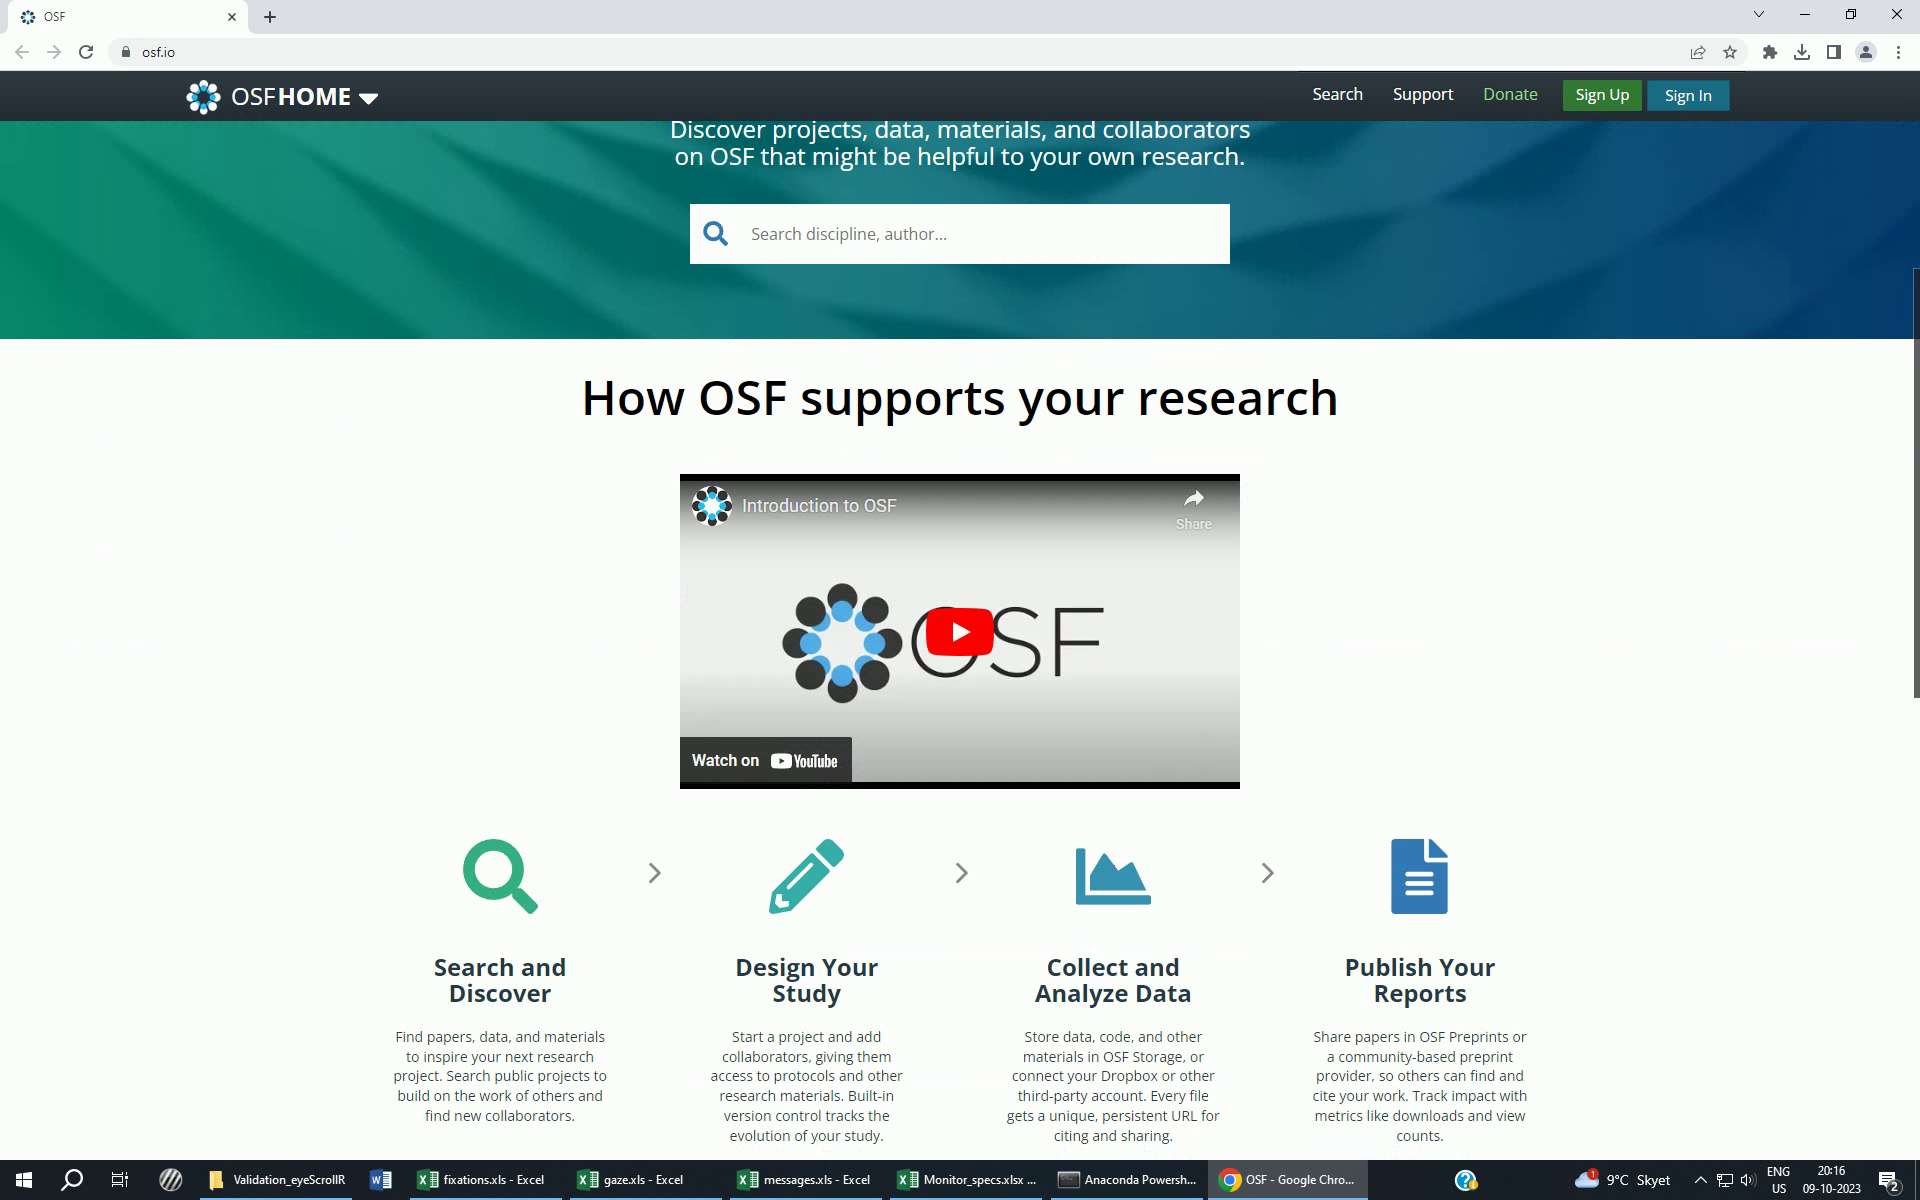 OSF
osf.io
OSFHOME
Search
Support
Donate
Sign Up
Sign In
Discover projects, data, materials, and collaborators
on OSF that might be helpful to your own research.
Search discipline, author...
How OSF supports your research
Introduction to OSF
Share
OSF
Watch on YouTube
Search and
Discover
Find papers, data, and materials
to inspire your next research
project. Search public projects to
build on the work of others and
find new collaborators.
Design Your
Study
Start a project and add
collaborators, giving them
access to protocols and other
research materials. Built-in
version control tracks the
evolution of your study.
Collect and
Analyze Data
Store data, code, and other
materials in OSF Storage, or
connect your Dropbox or other
third-party account. Every file
gets a unique, persistent URL for
citing and sharing.
Publish Your
Reports
Share papers in OSF Preprints or
a community-based preprint
provider, so others can find and
cite your work. Track impact with
metrics like downloads and view
counts.
Validation_eyeScrollR
fixations.xls - Excel
gaze.xls - Excel
messages.xls - Excel
Monitor_specs.xlsx ...
Anaconda Powersh...
OSF - Google Chro...
1
9°C Skyet
ENG
US
20:16
09-10-2023
2